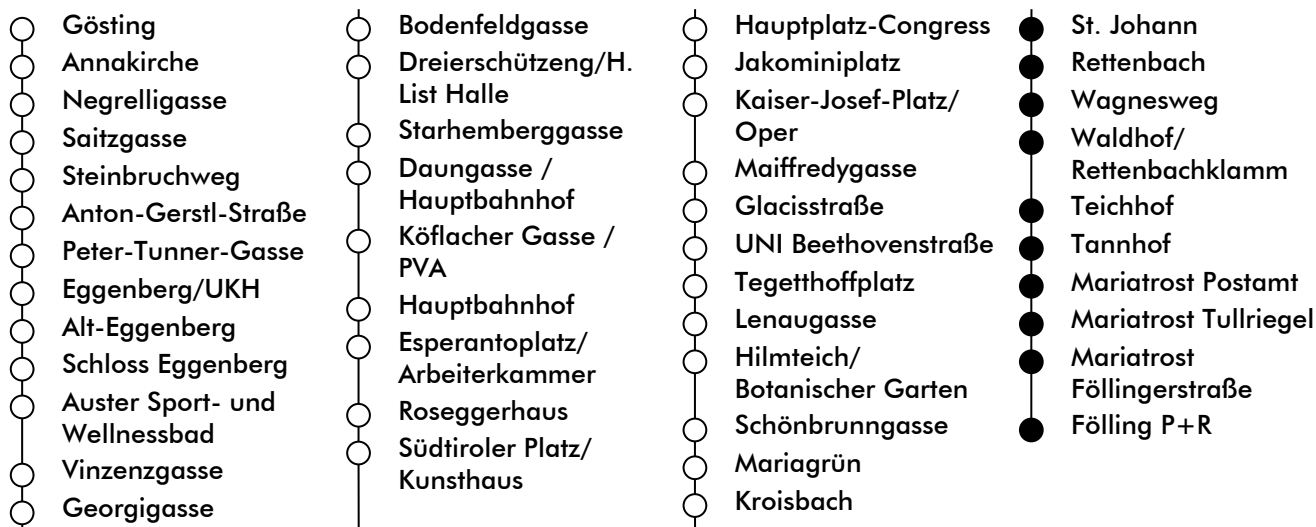 Gösting
Annakirche
Negrelligasse
Saitzgasse
Steinbruchweg
Anton-Gerstl-Straße
Peter-Tunner-Gasse
Eggenberg/UKH
Alt-Eggenberg
Schloss Eggenberg
Auster Sport- und
Wellnessbad
Vinzenzgasse
Georgigasse
Bodenfeldgasse
Dreierschützeng/H.
List Halle
Starhemberggasse
Daungasse /
Hauptbahnhof
Köflacher Gasse /
PVA
Hauptbahnhof
Esperantoplatz/
Arbeiterkammer
Roseggerhaus
Südtiroler Platz/
Kunsthaus
Hauptplatz-Congress
Jakominiplatz
Kaiser-Josef-Platz/
Oper
Maiffredygasse
Glacisstraße
UNI Beethovenstraße
Tegetthoffplatz
Lenaugasse
Hilmteich/
Botanischer Garten
Schönbrunngasse
Mariagrün
Kroisbach
St. Johann
Rettenbach
Wagnesweg
Waldhof/
Rettenbachklamm
Teichhof
Tannhof
Mariatrost Postamt
Mariatrost Tullriegel
Mariatrost
Föllingerstraße
Fölling P+R